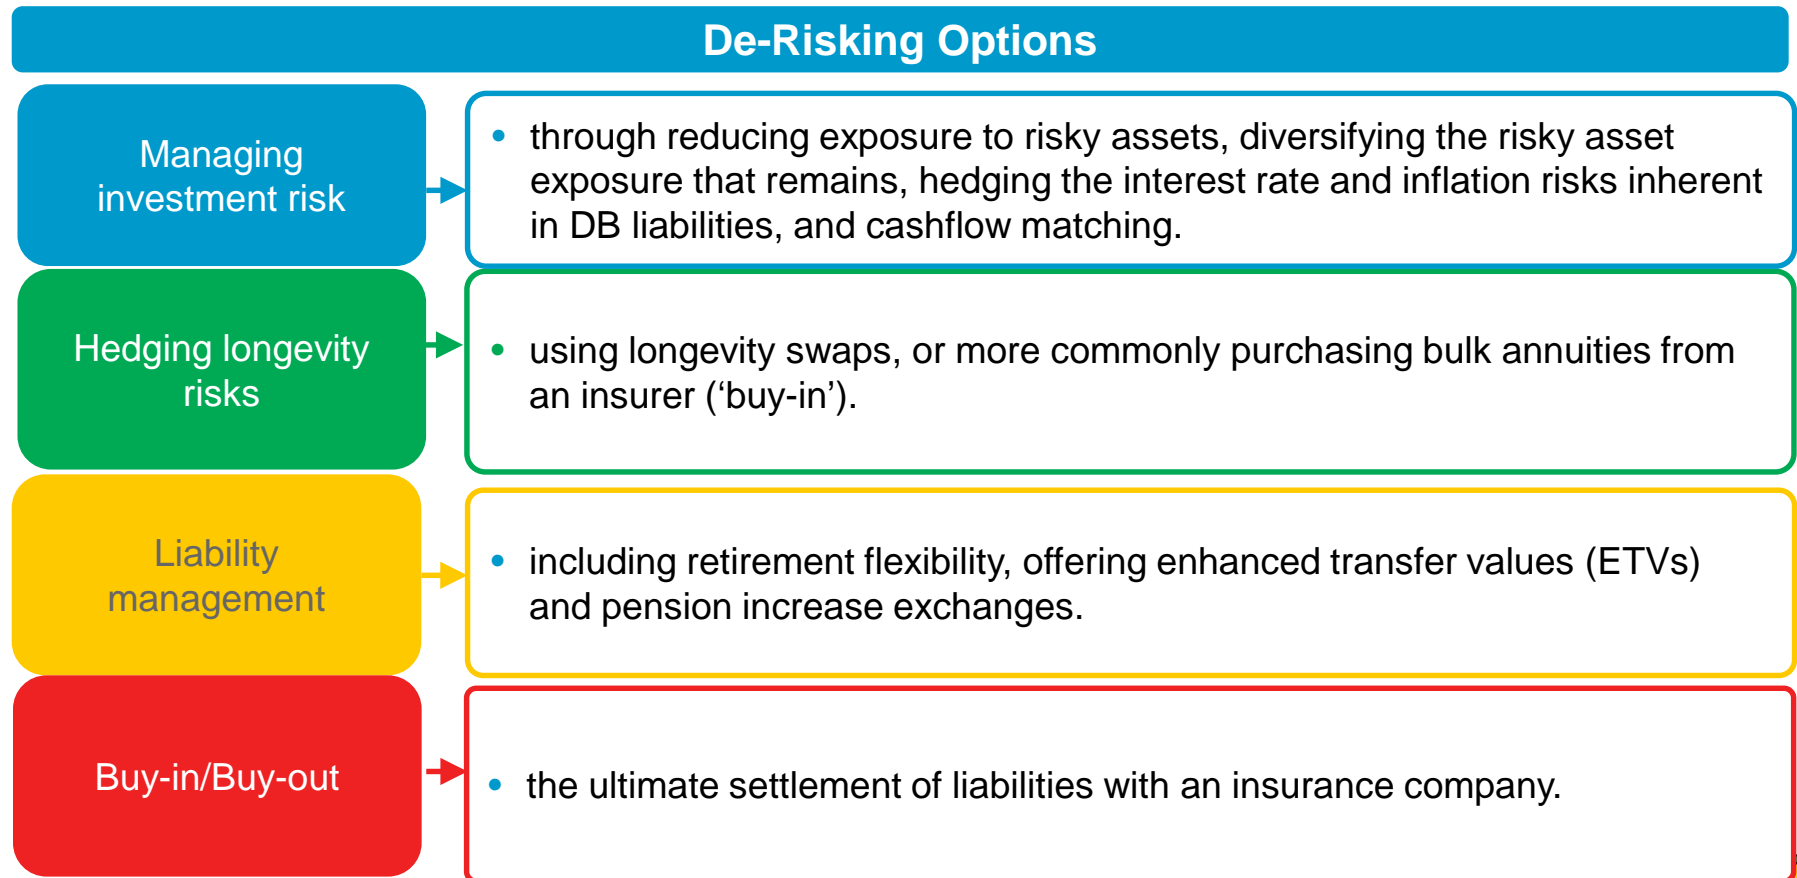 De-Risking Options
Managing
investment risk
• through reducing exposure to risky assets, diversifying the risky asset
exposure that remains, hedging the interest rate and inflation risks inherent
in DB liabilities, and cashflow matching.
Hedging longevity
risks
• using longevity swaps, or more commonly purchasing bulk annuities from
an insurer (‘buy-in’).
Liability
management
• including retirement flexibility, offering enhanced transfer values (ETVs)
and pension increase exchanges.
Buy-in/Buy-out
• the ultimate settlement of liabilities with an insurance company.